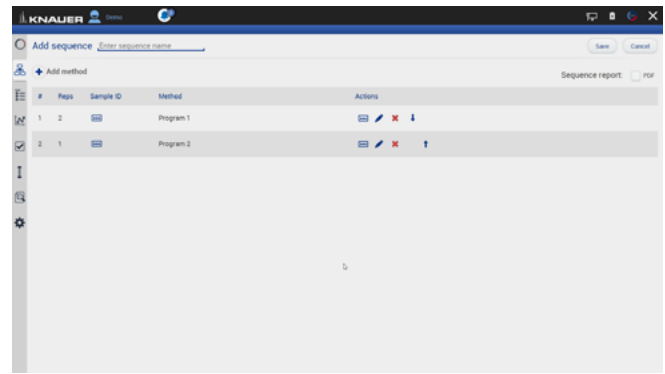 KNAUER Demo
Add sequence Enter sequence name Save Cancel
+ Add method Sequence report: PDF
# Reps Sample ID Method Actions
1 2 Program 1
2 1 Program 2